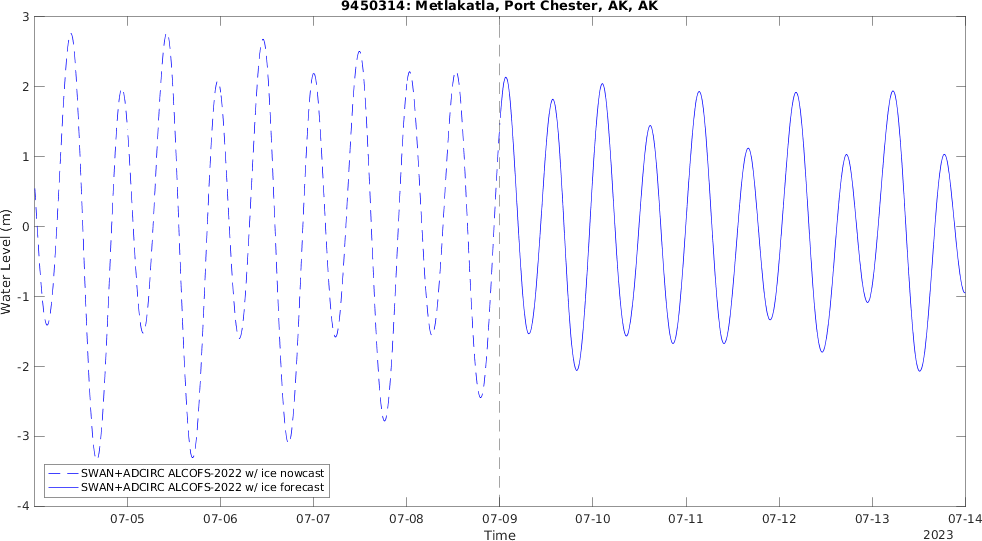 9450314: Metlakatla, Port Chester, AK, AK
3
2
1
0
-1
-2
-3
-4
Water Level (m)
SWAN+ADCIRC ALCOFS-2022 w/ ice nowcast
SWAN+ADCIRC ALCOFS-2022 w/ ice forecast
07-05 07-06 07-07 07-08 07-09 07-10 07-11 07-12 07-13 07-14
Time
2023